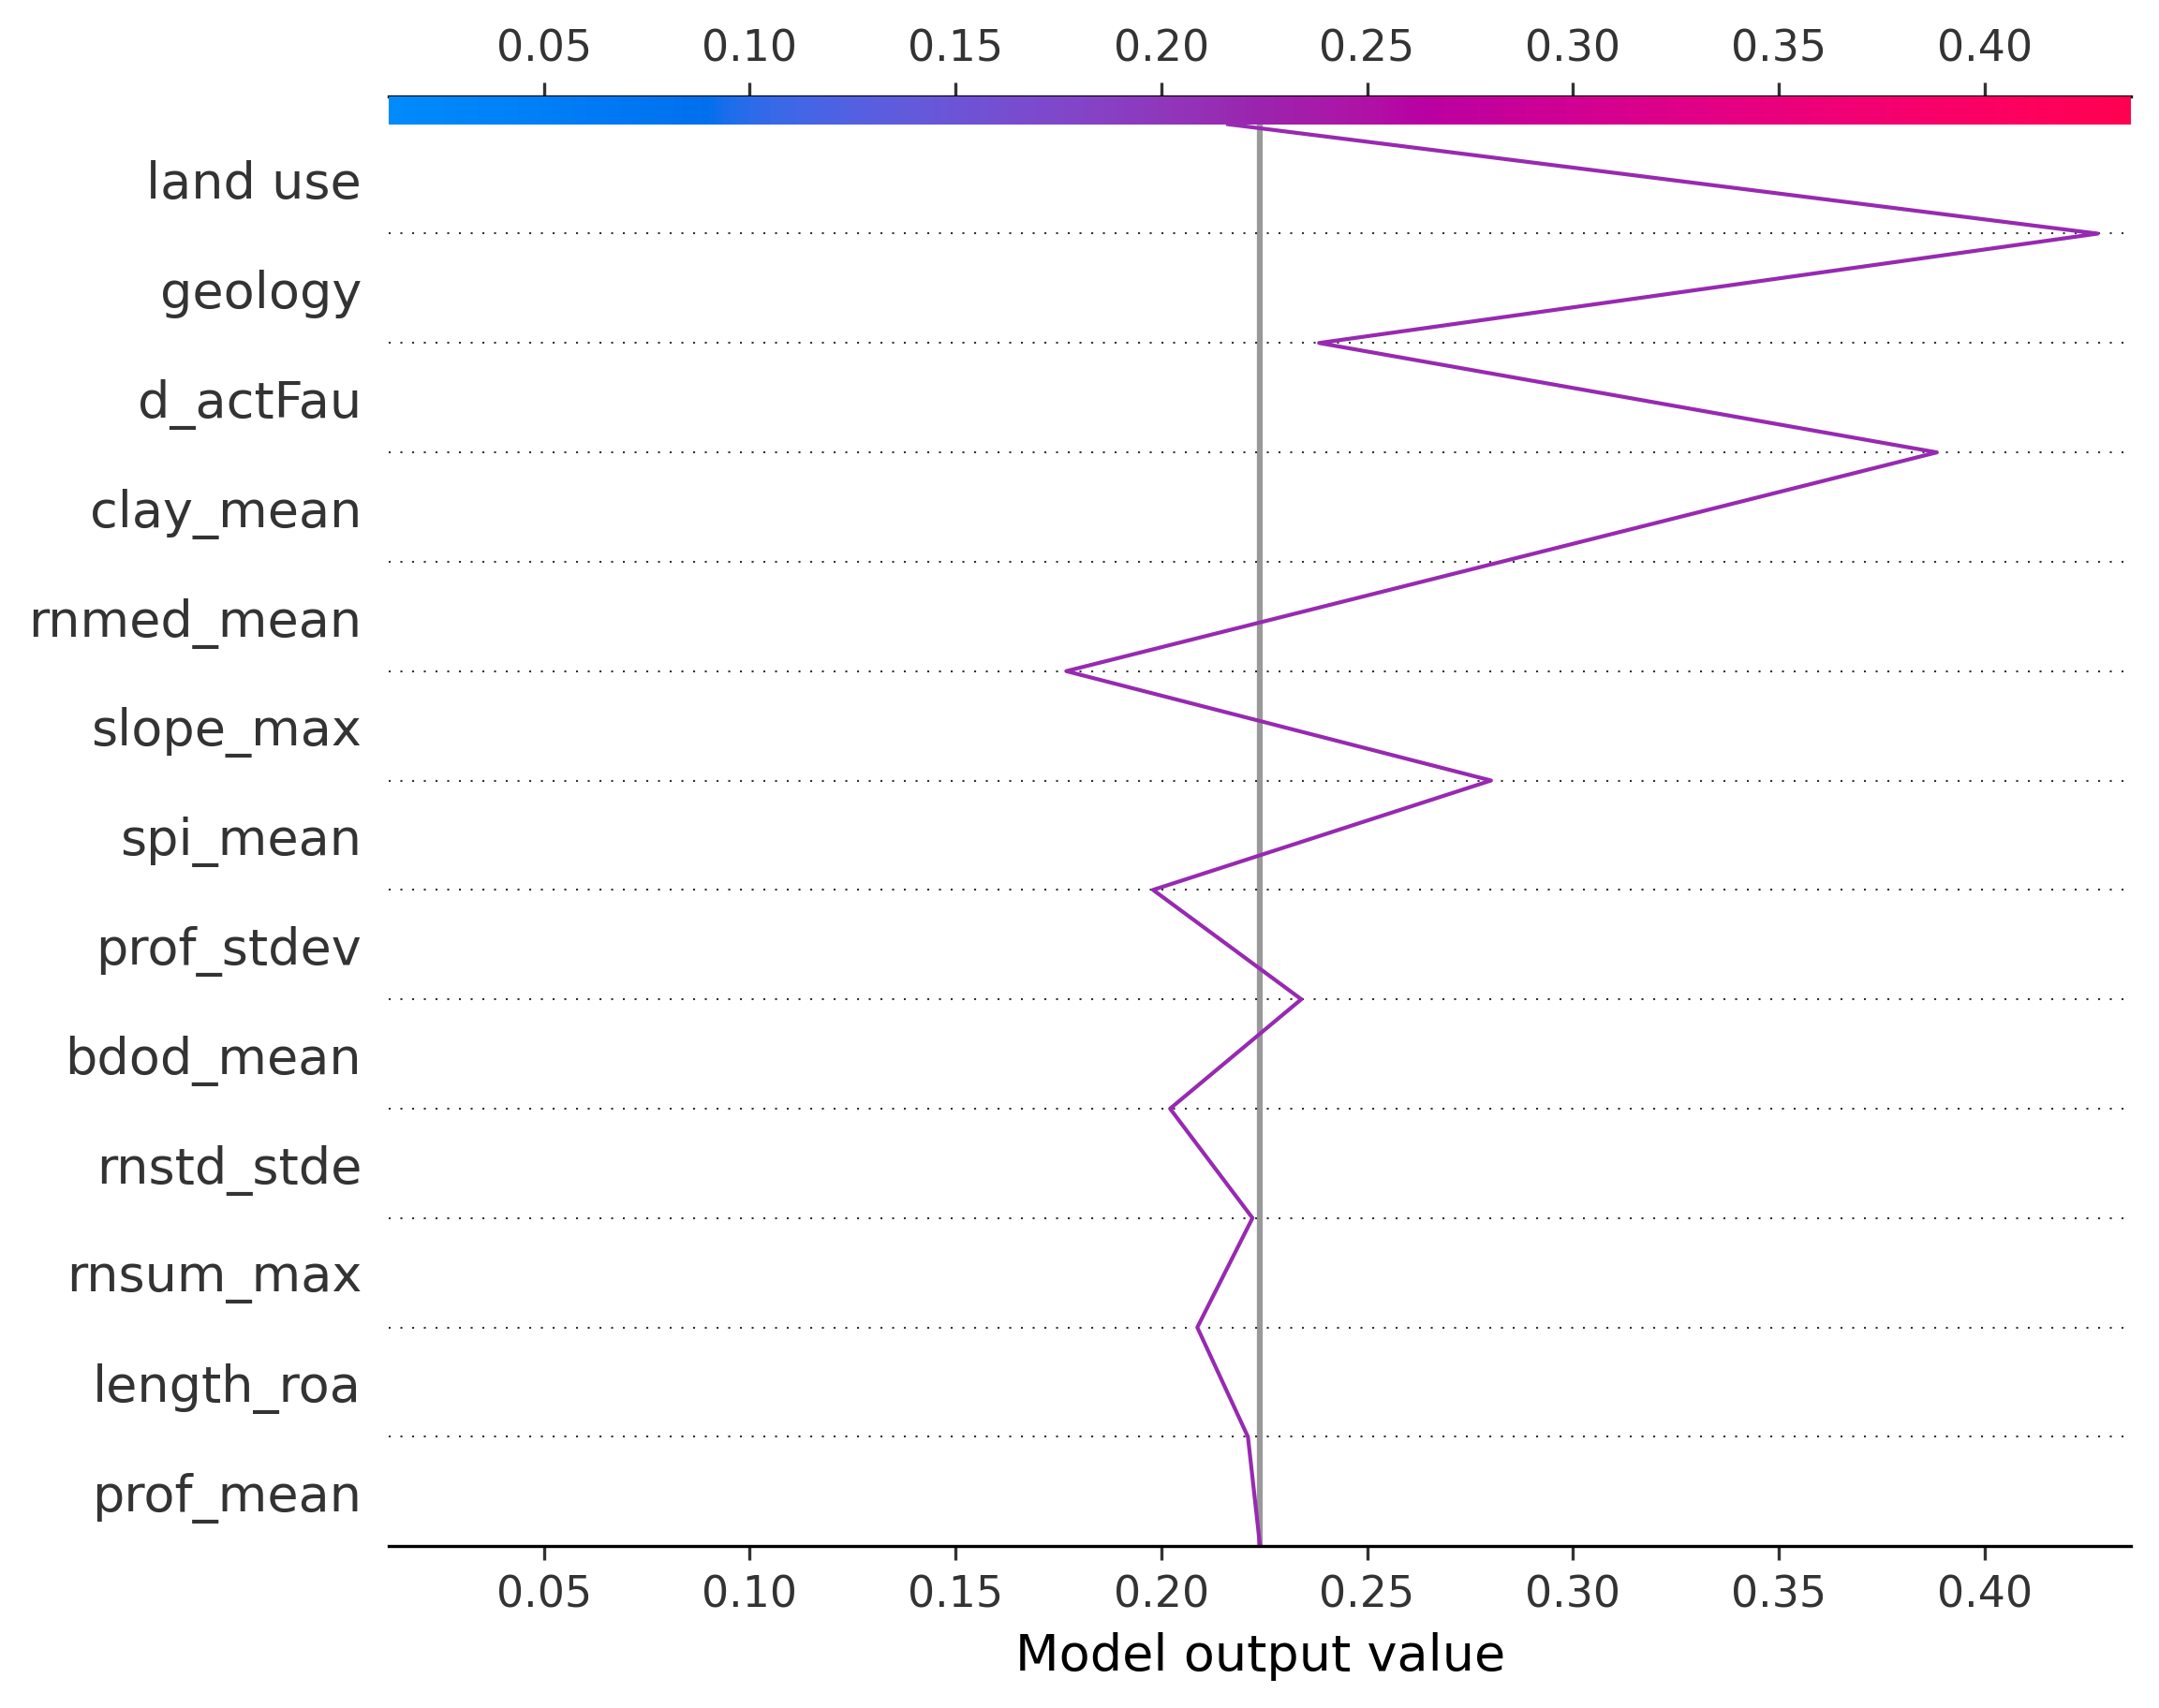 0.05 0.10 0.15 0.20 0.25 0.30 0.35 0.40
land use
geology
d_actFau
clay_mean
rnmed_mean
slope_max
spi_mean
prof_stdev
bdod_mean
rnstd_stde
rnsum_max
length_roa
prof_mean
0.05 0.10 0.15 0.20 0.25 0.30 0.35 0.40
Model output value